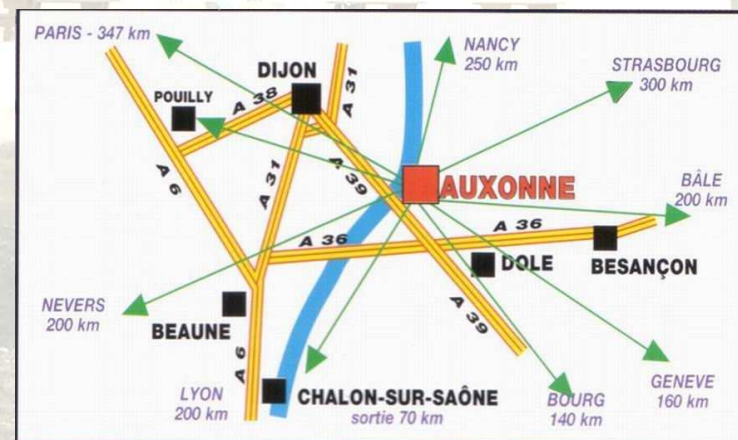 PARIS - 347 km
NANCY
250 km
STRASBOURG
300 km
DIJON
A 31
POUILLY
A 38
A 6
A 31
A 39
AUXONNE
BÂLE
200 km
A 36
A 36
DOLE
BESANÇON
NEVERS
200 km
BEAUNE
A 39
A 6
LYON
200 km
CHALON-SUR-SAÔNE
sortie 70 km
BOURG
140 km
GENEVE
160 km